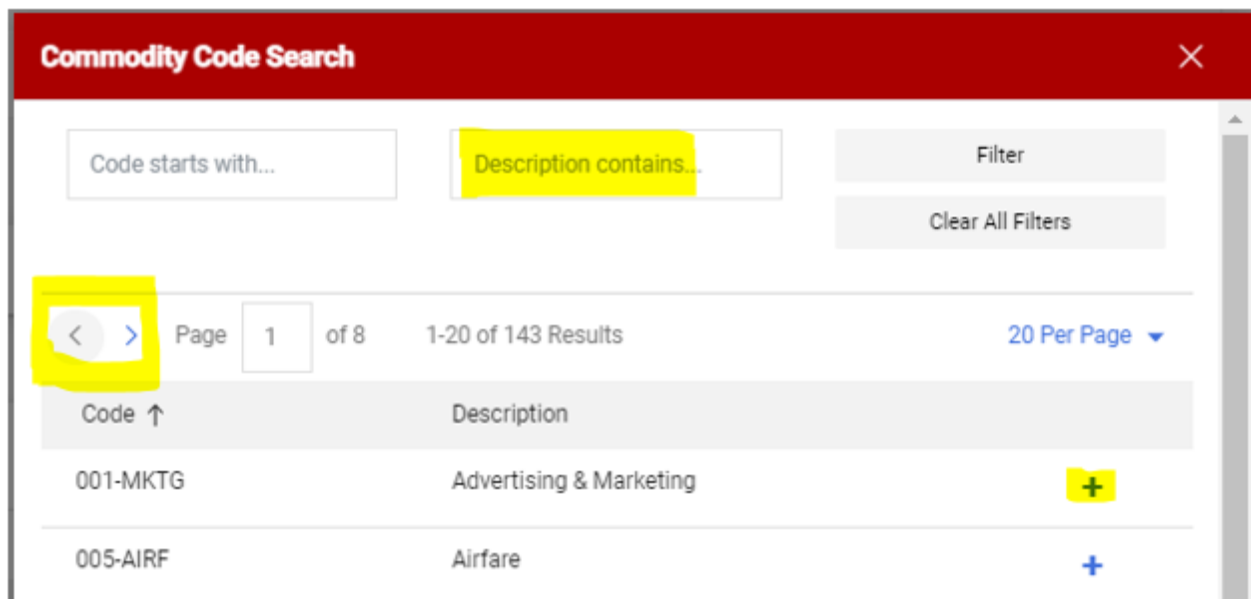 Commodity Code Search
Code starts with... Description contains... Filter
Clear All Filters
Page 1 of 8 1-20 of 143 Results 20 Per Page
Code ↑ Description
001-MKTG Advertising & Marketing +
005-AIRF Airfare +